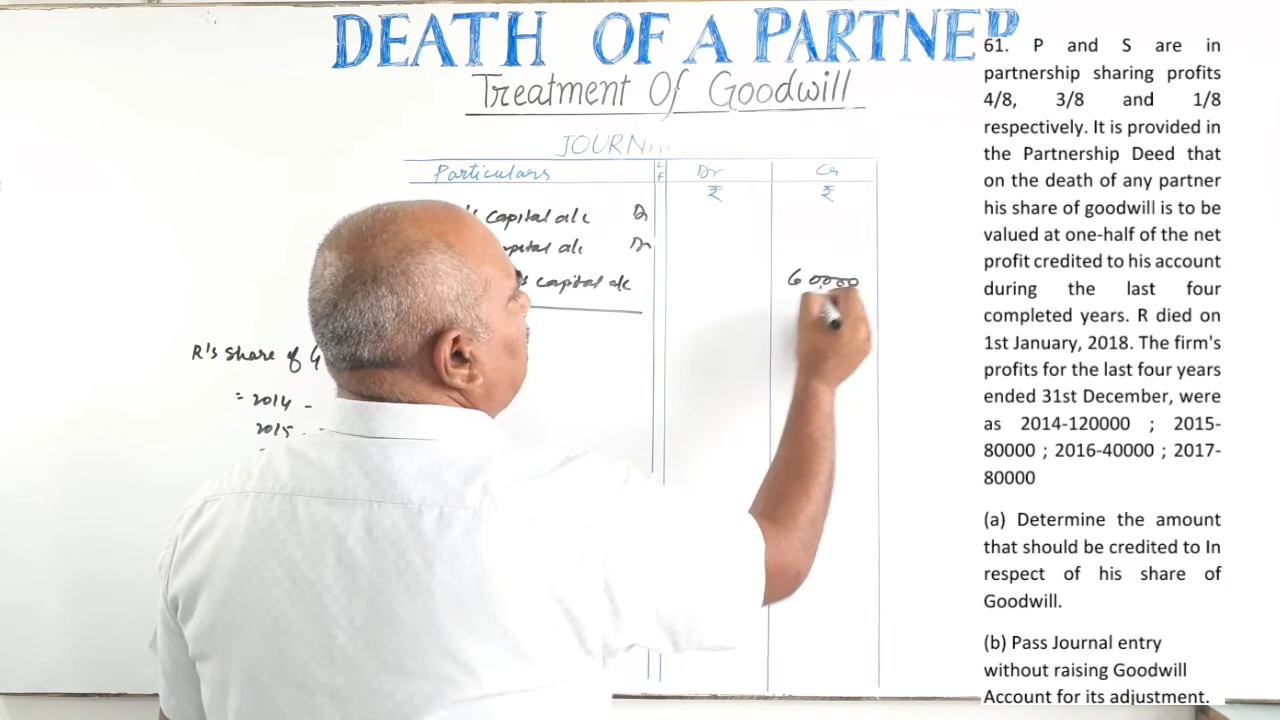 DEATH OF A PARTNER
Treatment Of Goodwill
JOURNA
Particulars L F Dr Cr
₹ ₹
's capital a/c Dr
capital a/c Dr
's capital a/c 60,000
R's share of G
= 2014 -
2015 -
61. P and S are in
partnership sharing profits
4/8, 3/8 and 1/8
respectively. It is provided in
the Partnership Deed that
on the death of any partner
his share of goodwill is to be
valued at one-half of the net
profit credited to his account
during the last four
completed years. R died on
1st January, 2018. The firm's
profits for the last four years
ended 31st December, were
as 2014-120000 ; 2015-
80000 ; 2016-40000 ; 2017-
80000
(a) Determine the amount
that should be credited to In
respect of his share of
Goodwill.
(b) Pass Journal entry
without raising Goodwill
Account for its adjustment.